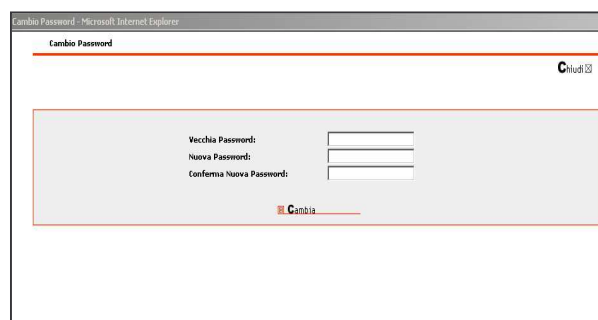 Cambio Password - Microsoft Internet Explorer
Cambio Password
Chiudi
Vecchia Password:
Nuova Password:
Conferma Nuova Password:
Cambia